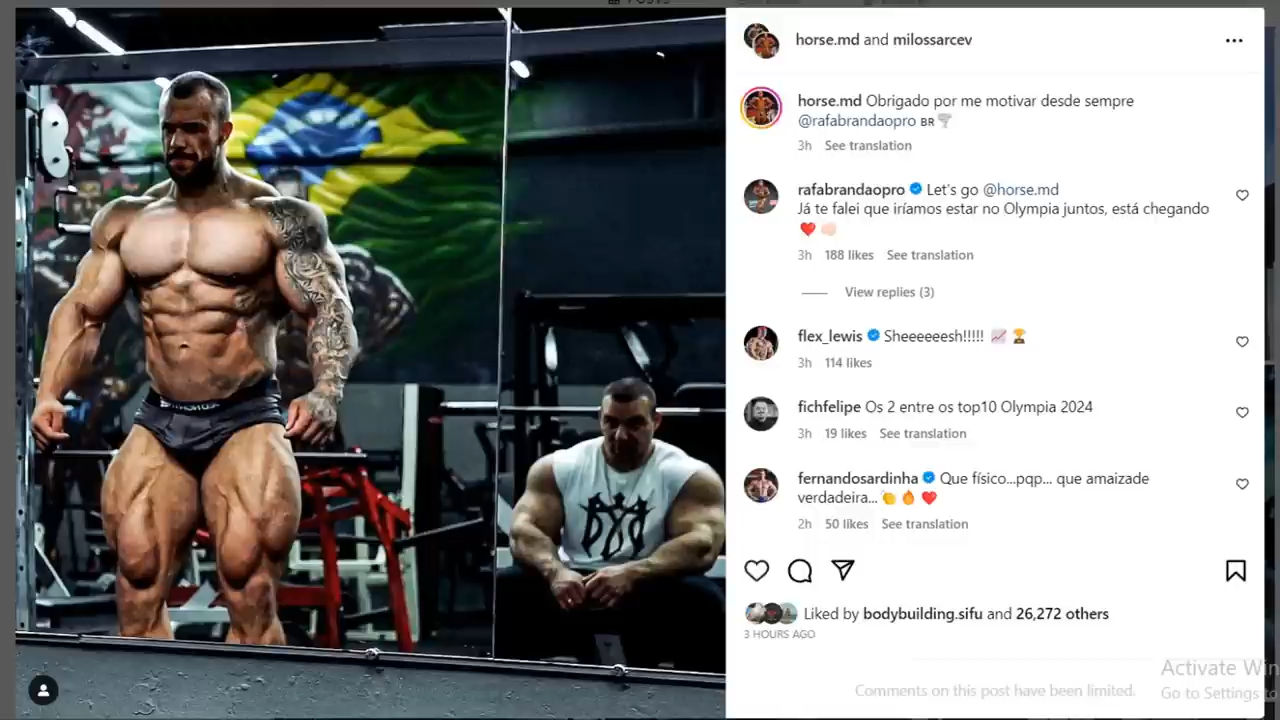 horse.md and milossarcev
horse.md Obrigado por me motivar desde sempre
@rafabrandaopro BR🌪️
3h See translation
rafabrandaopro Let's go @horse.md
Já te falei que iríamos estar no Olympia juntos, está chegando
❤️ 👊🏻
3h 188 likes See translation
View replies (3)
flex_lewis Sheeeeeesh!!!!! 📈 🏆
3h 114 likes
fichfelipe Os 2 entre os top10 Olympia 2024
3h 19 likes See translation
fernandosardinha Que físico...pqp... que amaizade
verdadeira... 👏 🔥 ❤️
2h 50 likes See translation
Liked by bodybuilding.sifu and 26,272 others
3 HOURS AGO
Comments on this post have been limited.
Activate Win
Go to Settings to